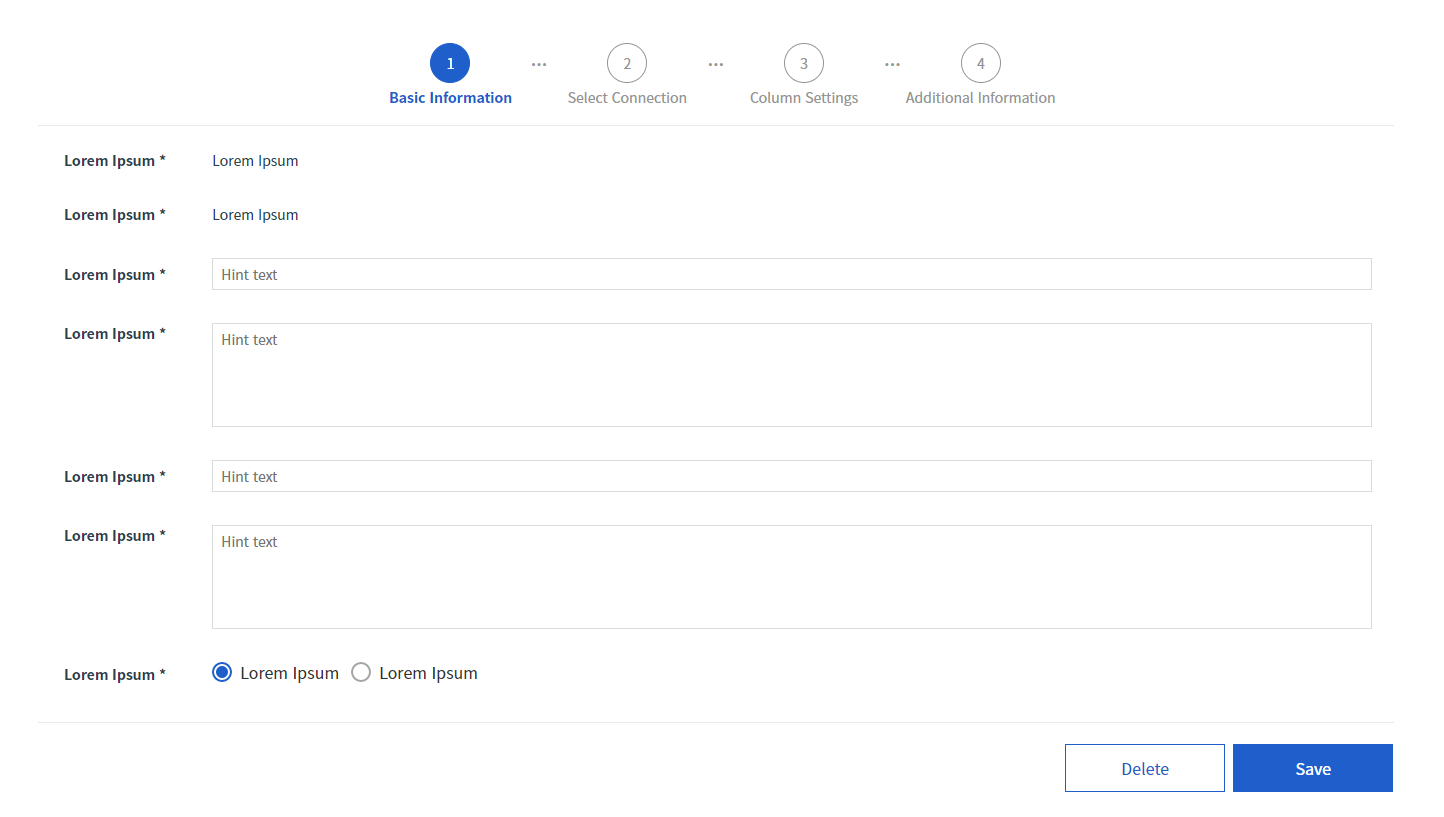 1 ... 2 ... 3 ... 4
Basic Information Select Connection Column Settings Additional Information
Lorem Ipsum * Lorem Ipsum
Lorem Ipsum * Lorem Ipsum
Lorem Ipsum * Hint text
Lorem Ipsum * Hint text
Lorem Ipsum * Hint text
Lorem Ipsum * Hint text
Lorem Ipsum * Lorem Ipsum Lorem Ipsum
Delete Save